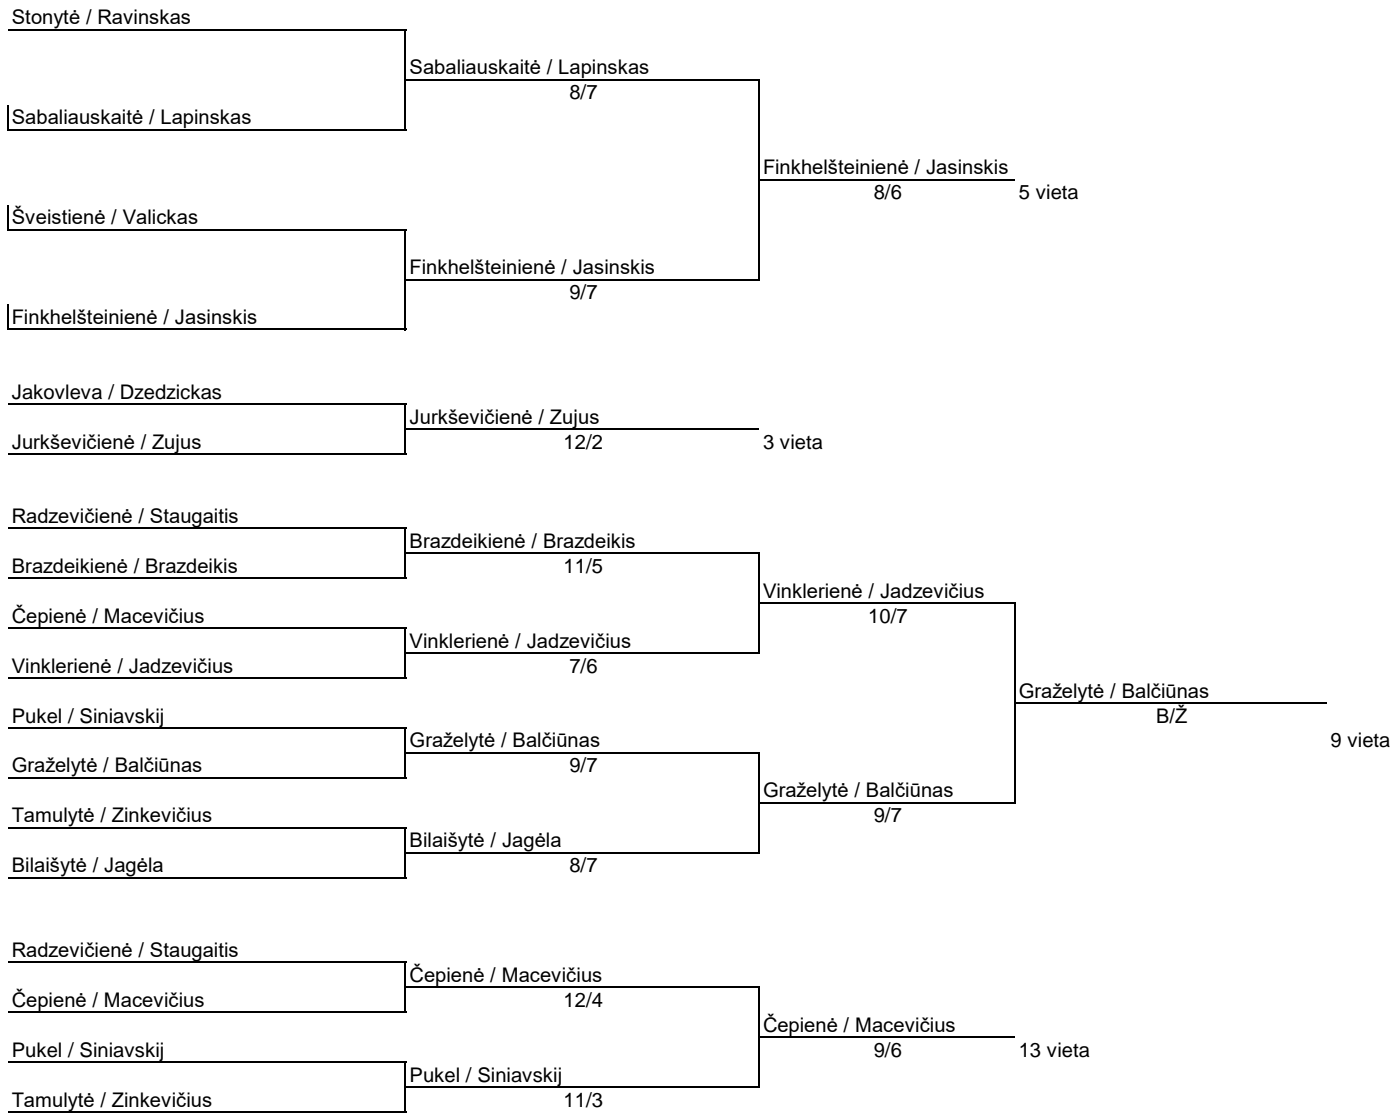 Stonytė / Ravinskas
Sabaliauskaitė / Lapinskas
8/7
Sabaliauskaitė / Lapinskas
Finkhelšteinienė / Jasinskis
8/6 5 vieta
Šveistienė / Valickas
Finkhelšteinienė / Jasinskis
9/7
Finkhelšteinienė / Jasinskis
Jakovleva / Dzedzickas
Jurkševičienė / Zujus
Jurkševičienė / Zujus 12/2 3 vieta
Radzevičienė / Staugaitis
Brazdeikienė / Brazdeikis
Brazdeikienė / Brazdeikis 11/5
Vinklerienė / Jadzevičius
Čepienė / Macevičius 10/7
Vinklerienė / Jadzevičius
Vinklerienė / Jadzevičius 7/6
Graželytė / Balčiūnas
Pukel / Siniavskij B/Ž
Graželytė / Balčiūnas 9 vieta
Graželytė / Balčiūnas 9/7
Graželytė / Balčiūnas
Tamulytė / Zinkevičius 9/7
Bilaišytė / Jagėla
Bilaišytė / Jagėla 8/7
Radzevičienė / Staugaitis
Čepienė / Macevičius
Čepienė / Macevičius 12/4
Čepienė / Macevičius
Pukel / Siniavskij 9/6 13 vieta
Pukel / Siniavskij
Tamulytė / Zinkevičius 11/3